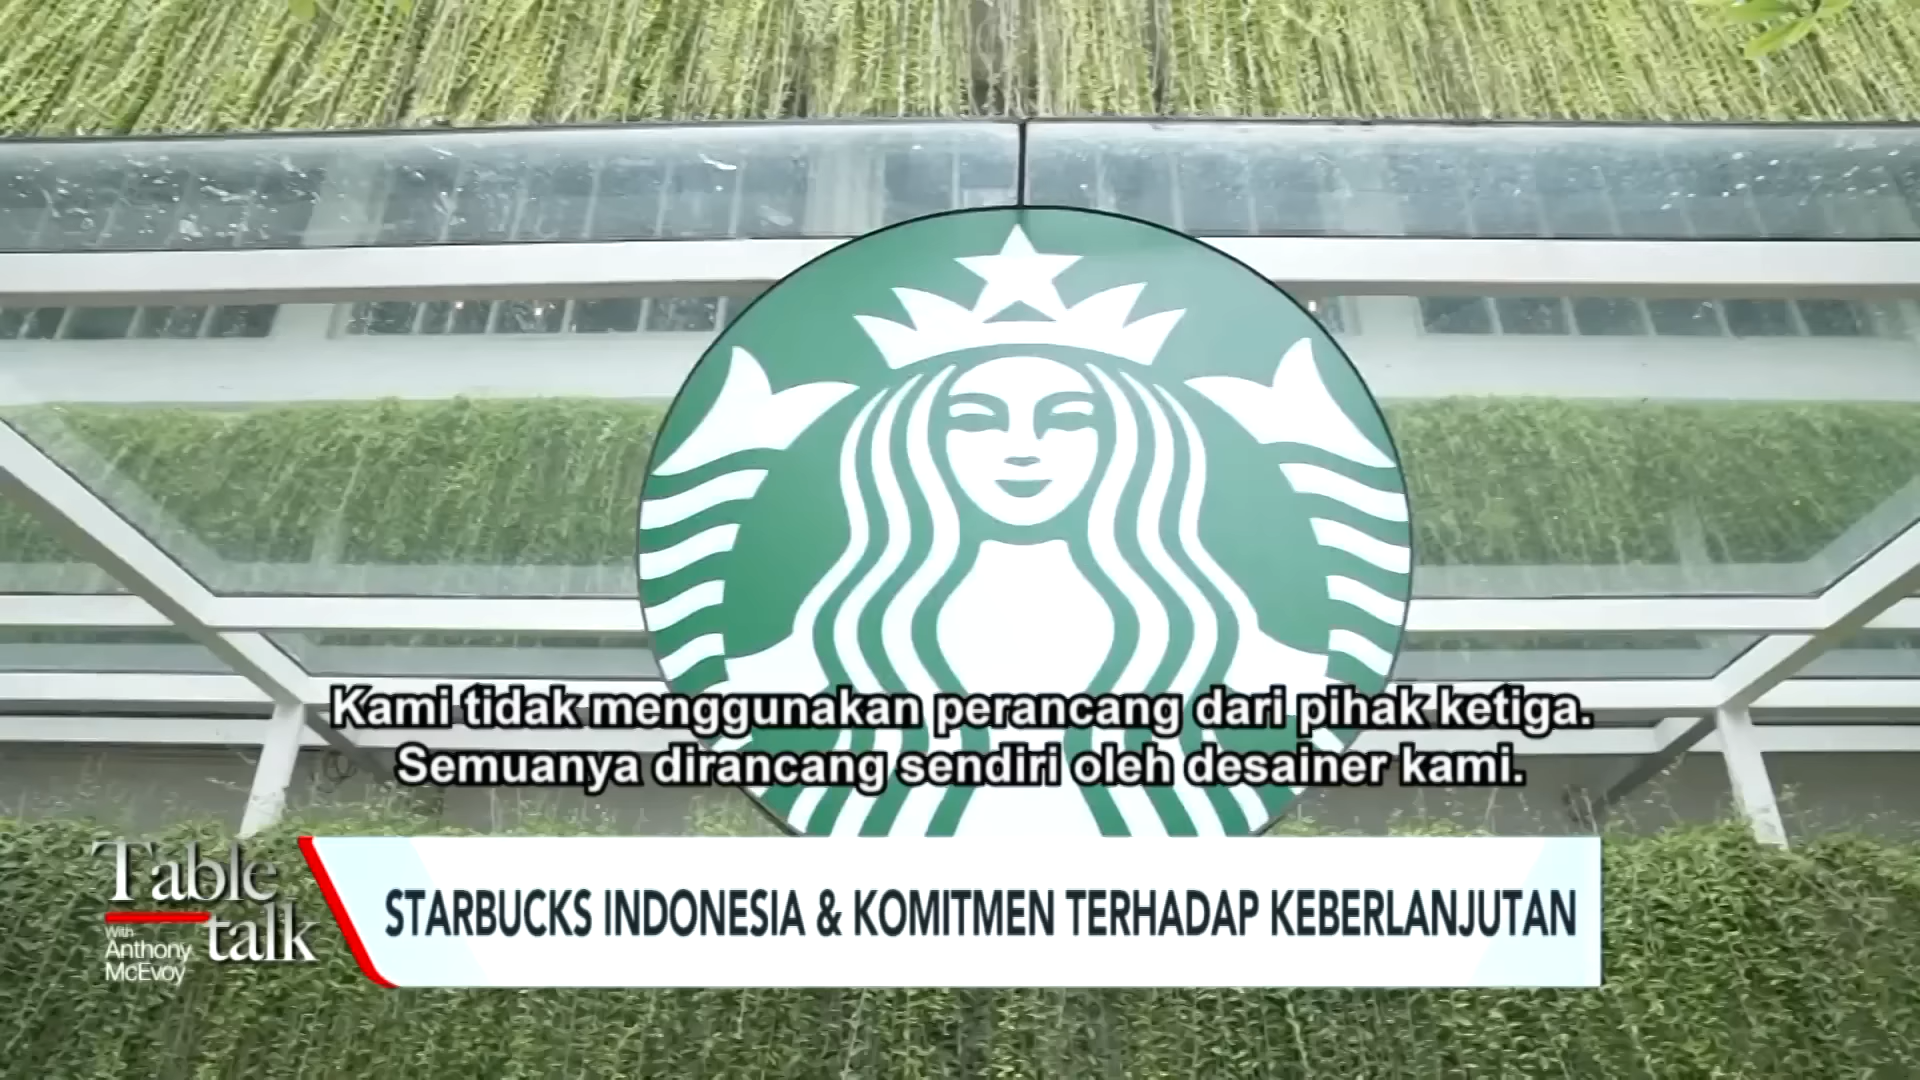 Kami tidak menggunakan perancang dari pihak ketiga.
Semuanya dirancang sendiri oleh desainer kami.
Table
talk
With
Anthony
McEvoy
STARBUCKS INDONESIA & KOMITMEN TERHADAP KEBERLANJUTAN